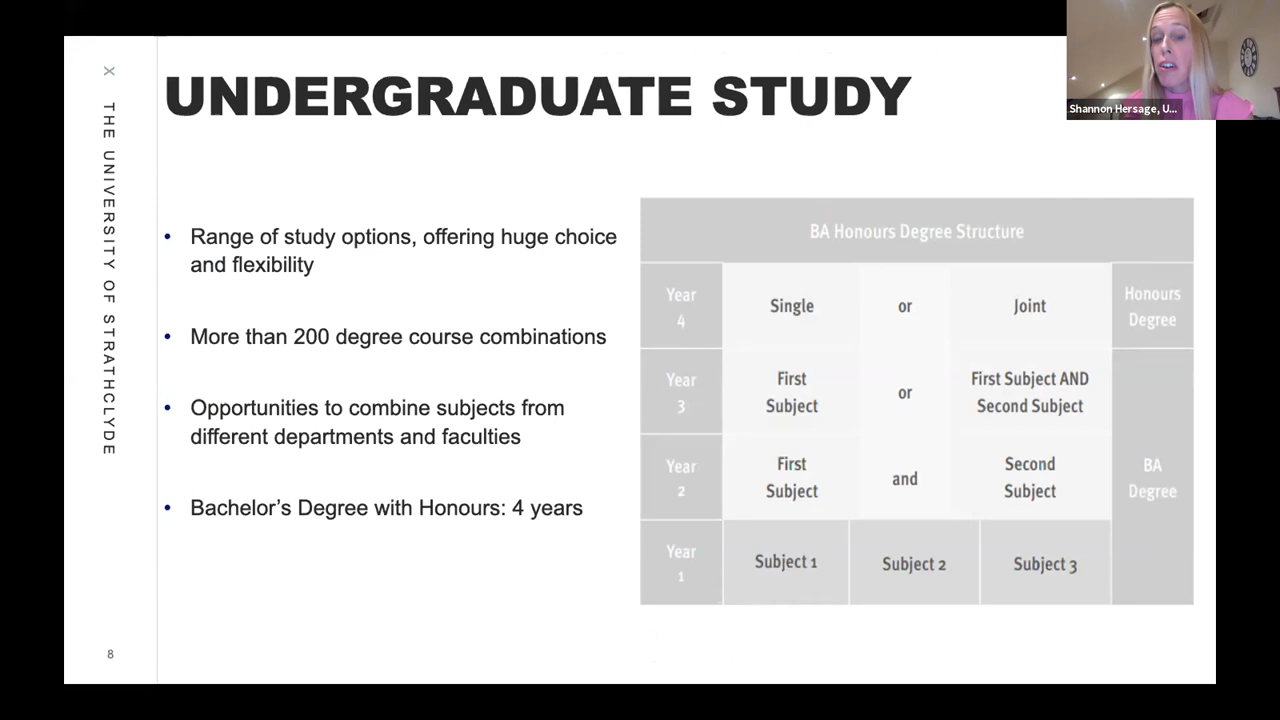 X THE UNIVERSITY OF STRATHCLYDE
UNDERGRADUATE STUDY
Shannon Hersage, U...
• Range of study options, offering huge choice
and flexibility
• More than 200 degree course combinations
• Opportunities to combine subjects from
different departments and faculties
• Bachelor’s Degree with Honours: 4 years
BA Honours Degree Structure
Year
4
Single
or
Joint
Honours
Degree
Year
3
First
Subject
or
First Subject AND
Second Subject
Year
2
First
Subject
and
Second
Subject
BA
Degree
Year
1
Subject 1
Subject 2
Subject 3
8